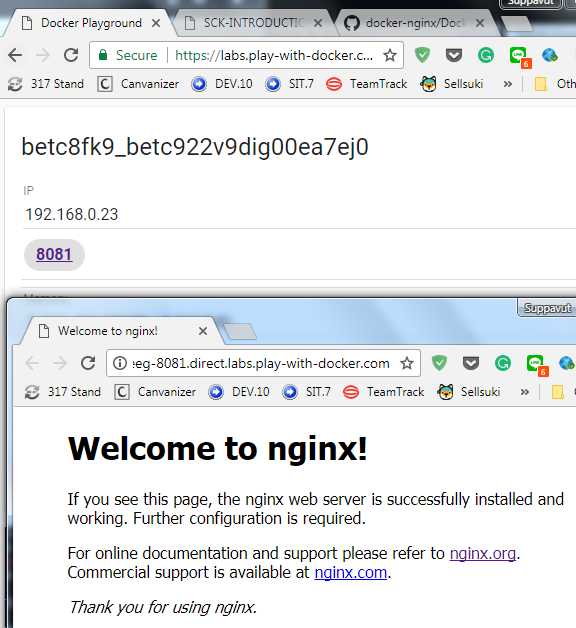 Suppavut
Docker Playground
SCK-INTRODUCTIO
docker-nginx/Dock
Secure https://labs.play-with-docker.c...
6
317 Stand Canvanizer DEV.10 SIT.7 TeamTrack Sellsuki » Oth
betc8fk9_betc922v9dig00ea7ej0
IP
192.168.0.23
8081
Memory
Suppavut
Welcome to nginx!
eeg-8081.direct.labs.play-with-docker.com
6
317 Stand Canvanizer DEV.10 SIT.7 TeamTrack Sellsuki »
Welcome to nginx!
If you see this page, the nginx web server is successfully installed and
working. Further configuration is required.
For online documentation and support please refer to nginx.org.
Commercial support is available at nginx.com.
Thank you for using nginx.